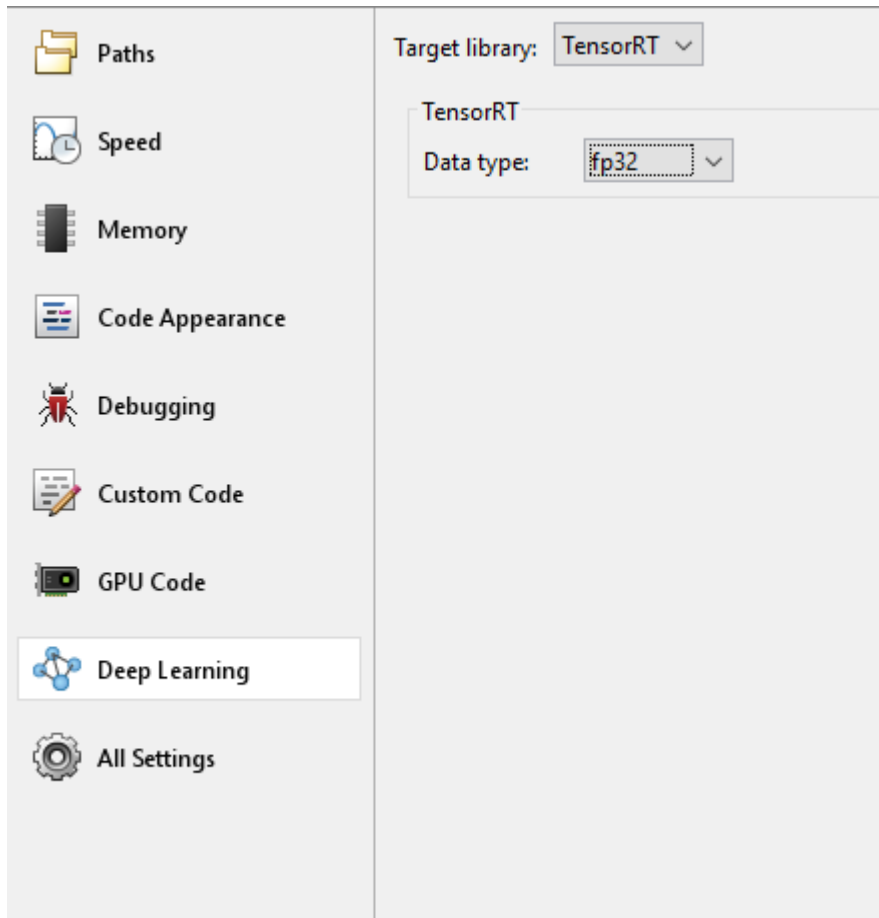 Paths
Speed
Memory
Code Appearance
Debugging
Custom Code
GPU Code
Deep Learning
All Settings
Target library: TensorRT
TensorRT
Data type: fp32